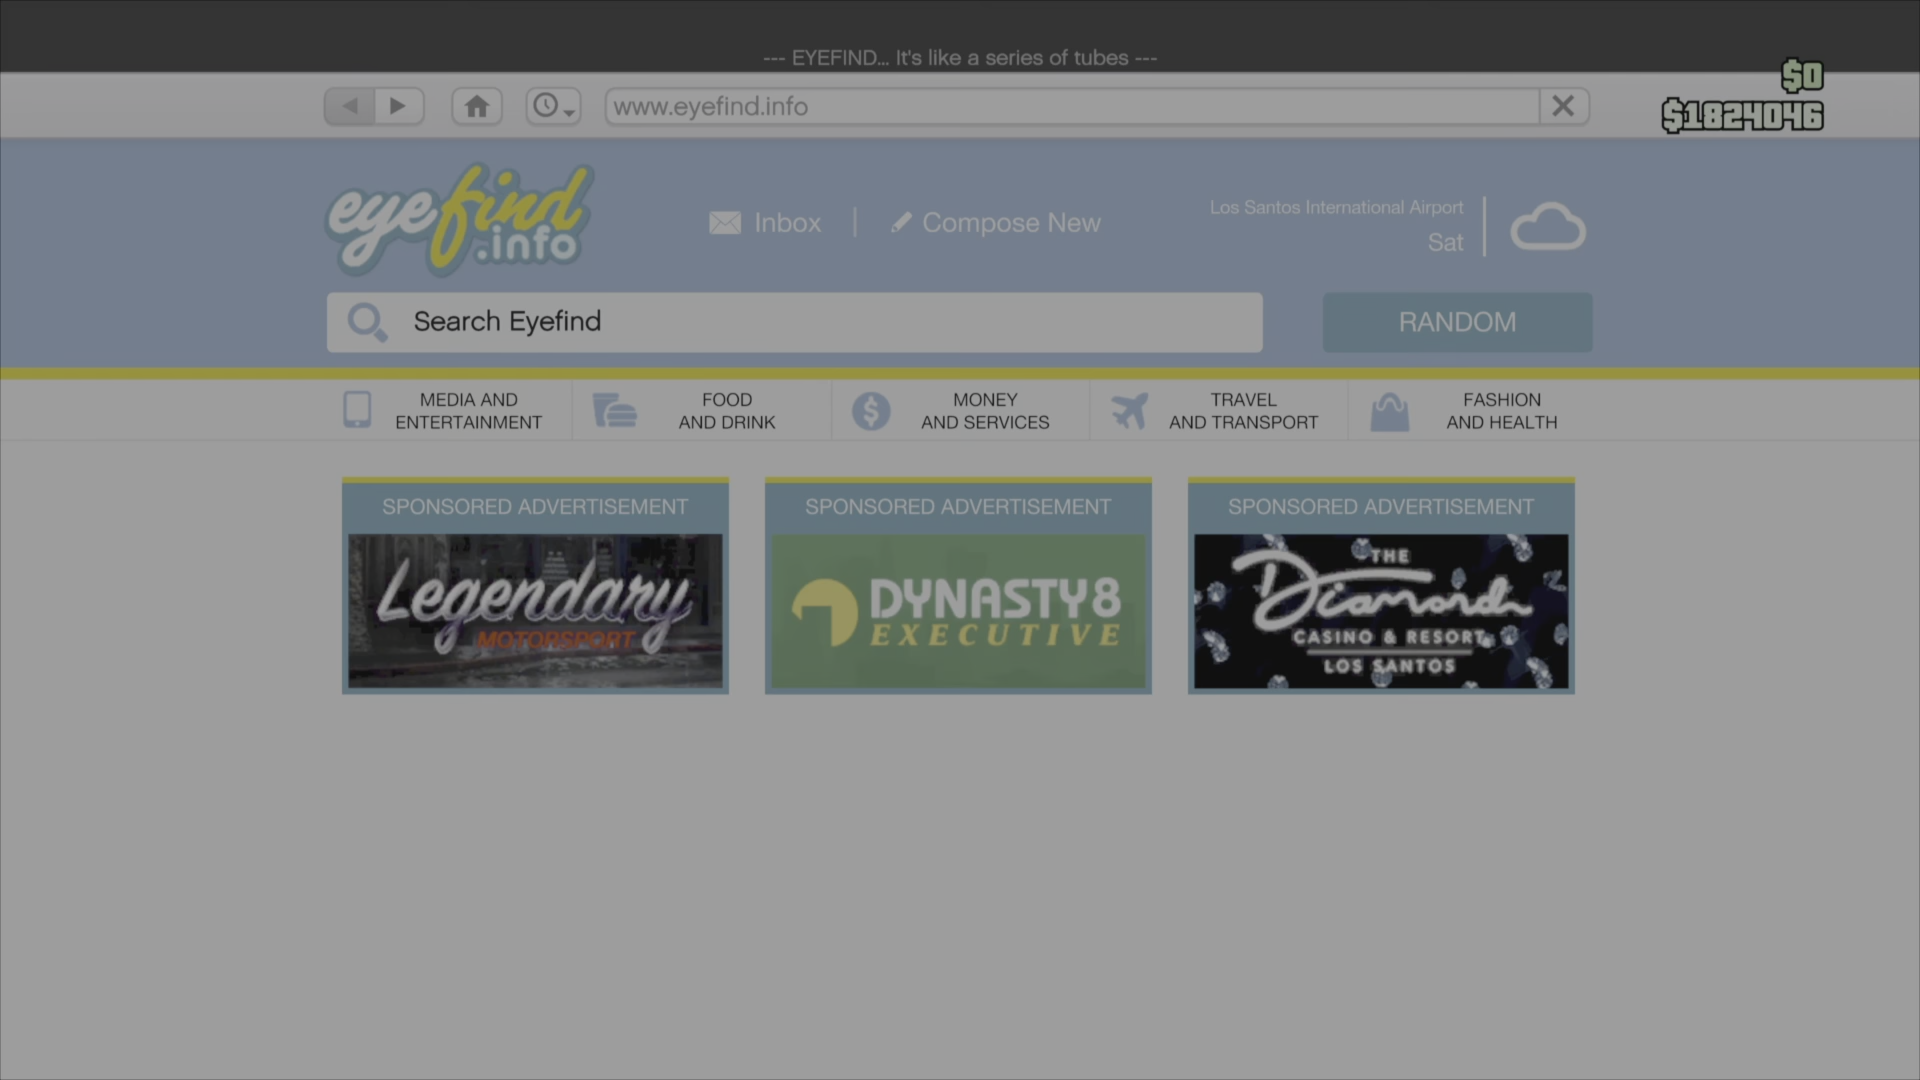 --- EYEFIND... It's like a series of tubes ---
$0
www.eyefind.info
$1824046
eyefind
.info
Inbox
Compose New
Los Santos International Airport
Sat
Search Eyefind
RANDOM
MEDIA AND
ENTERTAINMENT
FOOD
AND DRINK
MONEY
AND SERVICES
TRAVEL
AND TRANSPORT
FASHION
AND HEALTH
SPONSORED ADVERTISEMENT
Legendary
MOTORSPORT
SPONSORED ADVERTISEMENT
DYNASTY8
EXECUTIVE
SPONSORED ADVERTISEMENT
THE
Diamond
CASINO & RESORT
LOS SANTOS